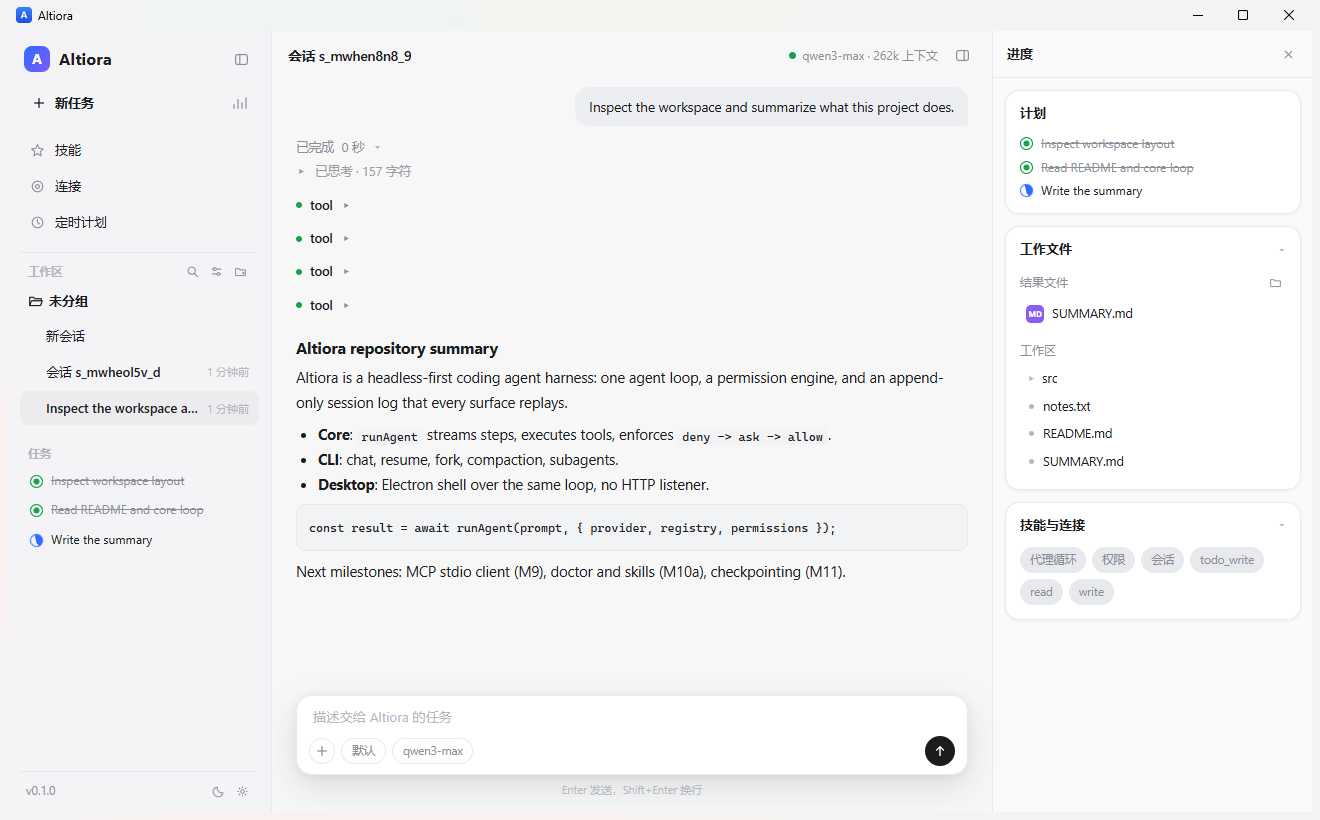 A Altiora
A Altiora
新任务
技能
连接
定时计划
工作区
未分组
新会话
会话 s_mwheol5v_d 1 分钟前
Inspect the workspace a... 1 分钟前
任务
Inspect workspace layout
Read README and core loop
Write the summary
v0.1.0
会话 s_mwhen8n8_9
qwen3-max · 262k 上下文
Inspect the workspace and summarize what this project does.
已完成 0 秒
已思考 · 157 字符
tool
tool
tool
tool
Altiora repository summary
Altiora is a headless-first coding agent harness: one agent loop, a permission engine, and an append-
only session log that every surface replays.
• Core: runAgent streams steps, executes tools, enforces deny -> ask -> allow.
• CLI: chat, resume, fork, compaction, subagents.
• Desktop: Electron shell over the same loop, no HTTP listener.
const result = await runAgent(prompt, { provider, registry, permissions });
Next milestones: MCP stdio client (M9), doctor and skills (M10a), checkpointing (M11).
描述交给 Altiora 的任务
默认 qwen3-max
Enter 发送，Shift+Enter 换行
进度
计划
Inspect workspace layout
Read README and core loop
Write the summary
工作文件
结果文件
MD SUMMARY.md
工作区
src
notes.txt
README.md
SUMMARY.md
技能与连接
代理循环 权限 会话 todo_write
read write